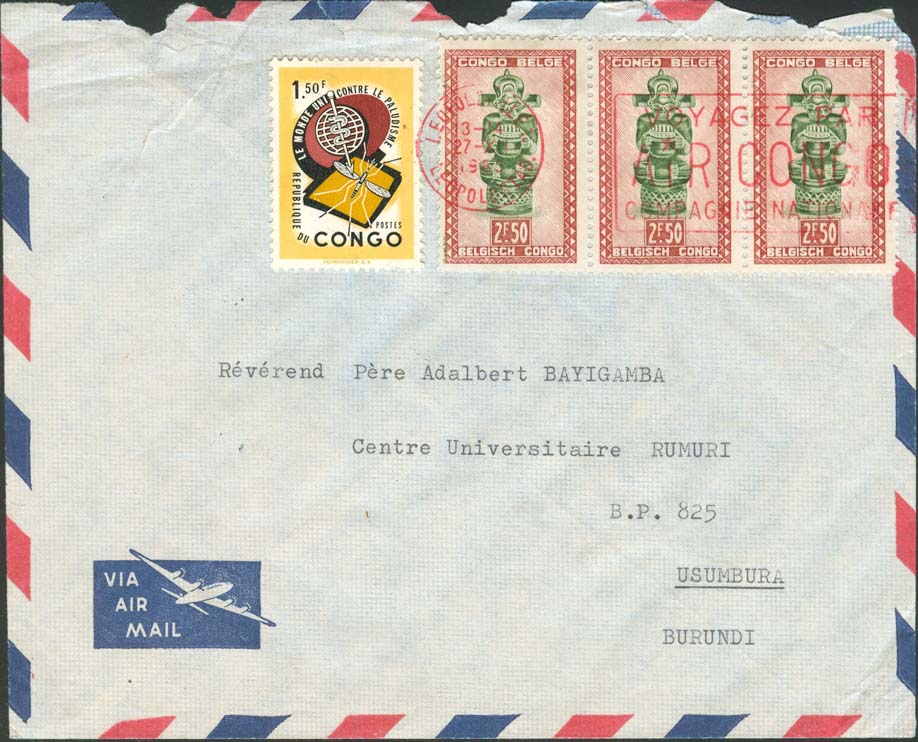 1.50F
LE MONDE UNI CONTRE LE PALUDISME
REPUBLIQUE DU
POSTES
CONGO
CONGO BELGE
2F50
BELGISCH CONGO
CONGO BELGE
2F50
BELGISCH CONGO
CONGO BELGE
2F50
BELGISCH CONGO
VOYAGEZ PAR
AIR CONGO
COMPAGNIE NATIONALE
Révérend Père Adalbert BAYIGAMBA
Centre Universitaire RUMURI
B.P. 825
USUMBURA
BURUNDI
VIA
AIR
MAIL